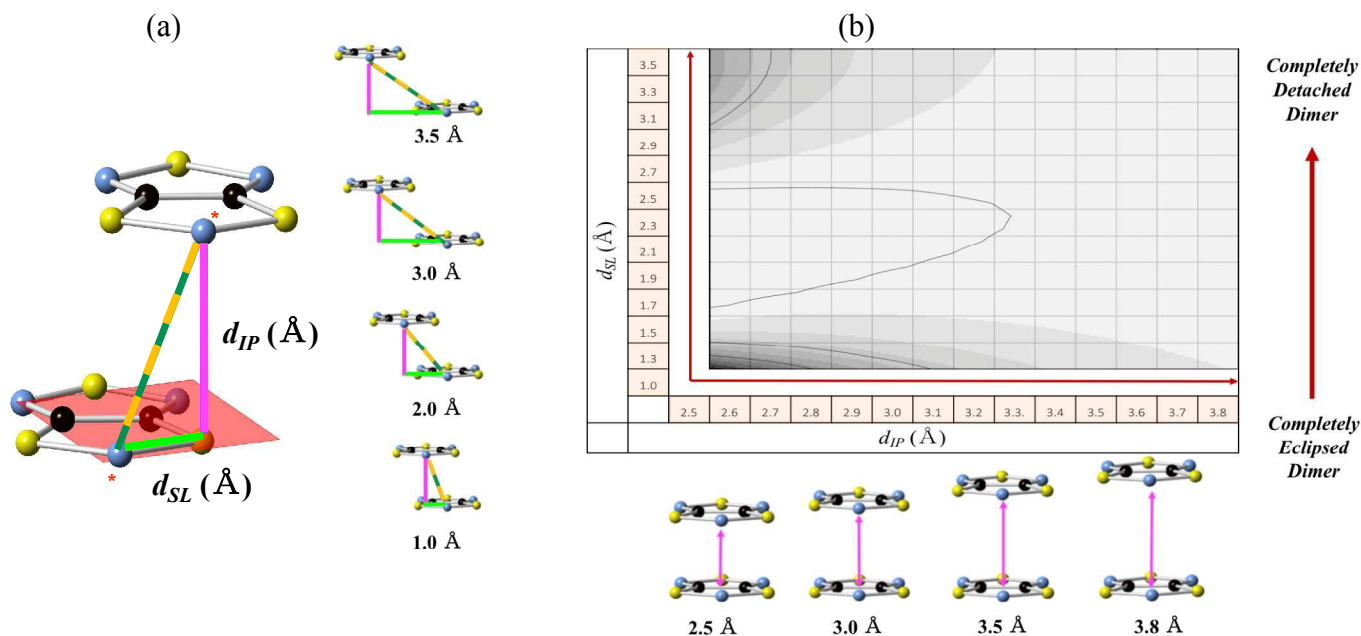 (a)
3.5 Å
3.0 Å
2.0 Å
1.0 Å
*
d_IP (Å)
d_SL (Å)
*
(b)
d_SL (Å)
3.5
3.3
3.1
2.9
2.7
2.5
2.3
2.1
1.9
1.7
1.5
1.3
1.0
2.5 2.6 2.7 2.8 2.9 3.0 3.1 3.2 3.3. 3.4 3.5 3.6 3.7 3.8
d_IP (Å)
Completely
Detached
Dimer
Completely
Eclipsed
Dimer
2.5 Å
3.0 Å
3.5 Å
3.8 Å